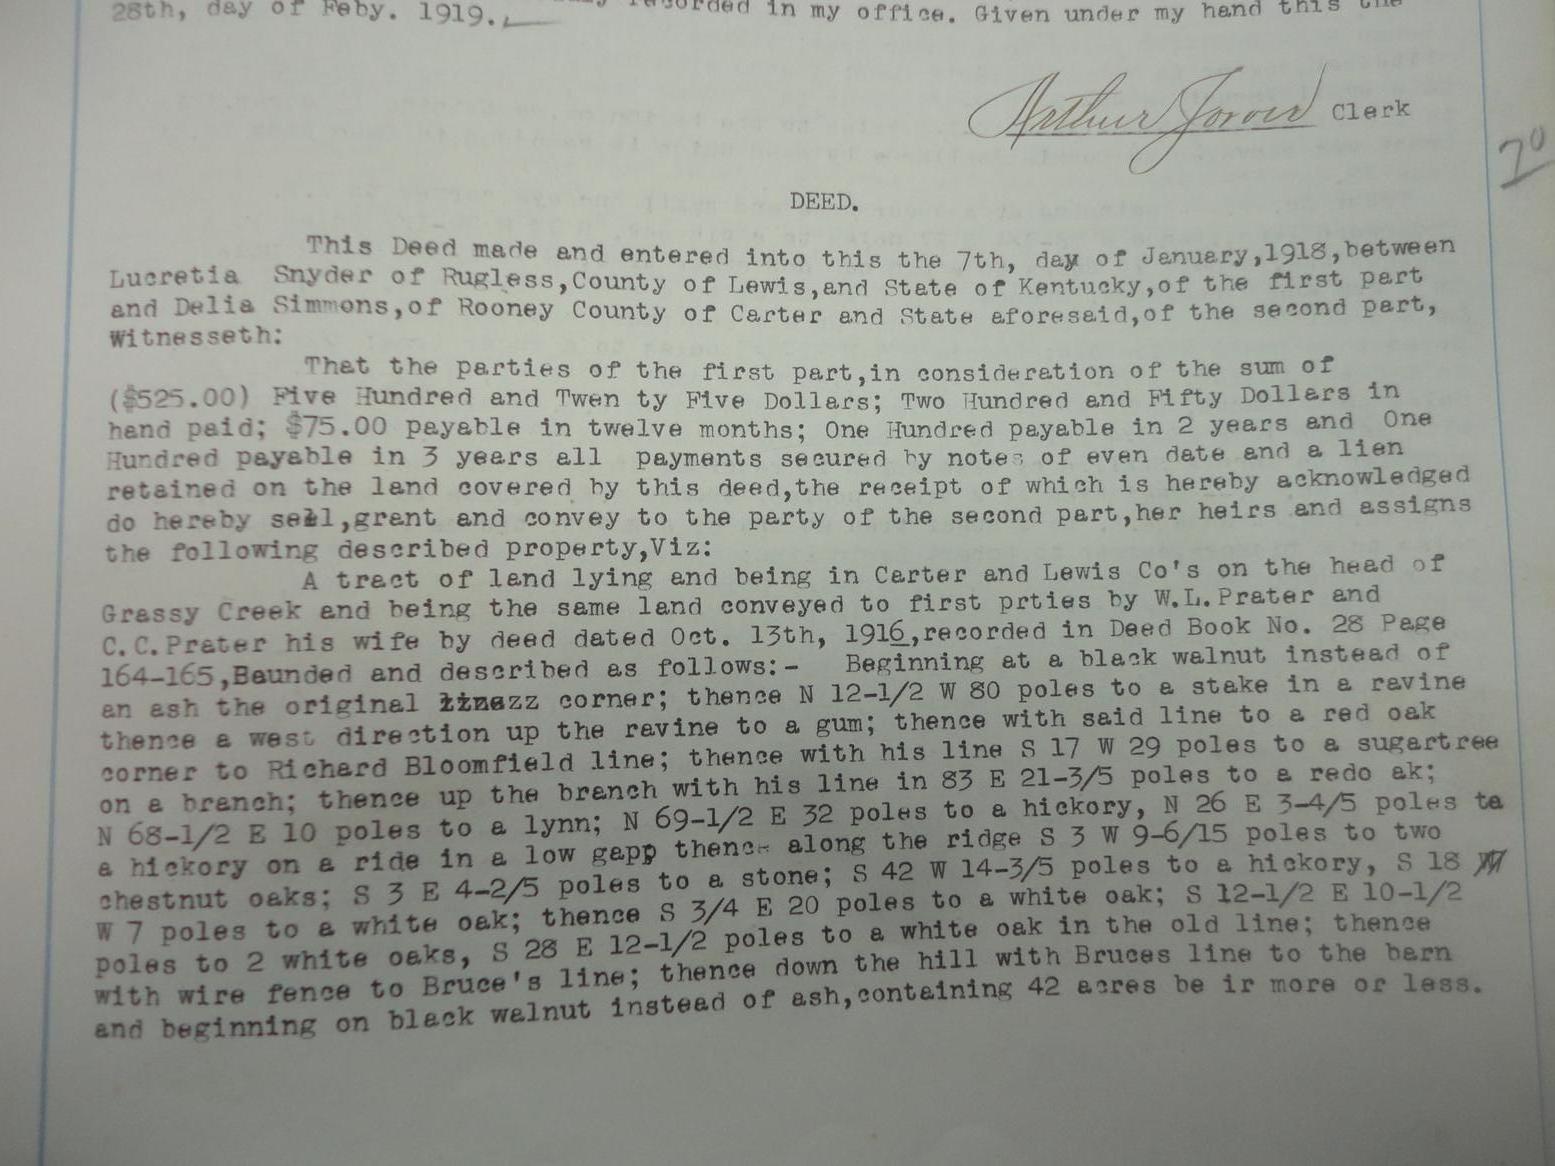 recorded in my office. Given under my hand this the
28th, day of Feby. 1919.
Arthur Clerk
70
DEED.
This Deed made and entered into this the 7th, day of January,1918,between
Lucretia Snyder of Rugless,County of Lewis,and State of Kentucky,of the first part
and Delia Simmons,of Rooney County of Carter and State aforesaid,of the second part,
Witnesseth:
That the parties of the first part,in consideration of the sum of
($525.00) Five Hundred and Twen ty Five Dollars; Two Hundred and Fifty Dollars in
hand paid; $75.00 payable in twelve months; One Hundred payable in 2 years and One
Hundred payable in 3 years all payments secured by notes of even date and a lien
retained on the land covered by this deed,the receipt of which is hereby acknowledged
do hereby sell,grant and convey to the party of the second part,her heirs and assigns
the following described property,Viz:
A tract of land lying and being in Carter and Lewis Co's on the head of
Grassy Creek and being the same land conveyed to first prties by W.L.Prater and
C.C.Prater his wife by deed dated Oct. 13th, 1916,recorded in Deed Book No. 28 Page
164-165,Baunded and described as follows:- Beginning at a black walnut instead of
an ash the original corner; thence N 12-1/2 W 80 poles to a stake in a ravine
thence a west direction up the ravine to a gum; thence with said line to a red oak
corner to Richard Bloomfield line; thence with his line S 17 W 29 poles to a sugartree
on a branch; thence up the branch with his line in 83 E 21-3/5 poles to a redo ak;
N 68-1/2 E 10 poles to a lynn; N 69-1/2 E 32 poles to a hickory, N 26 E 3-4/5 poles ta
a hickory on a ride in a low gapp thence along the ridge S 3 W 9-6/15 poles to two
chestnut oaks; S 3 E 4-2/5 poles to a stone; S 42 W 14-3/5 poles to a hickory, S 18
W 7 poles to a white oak; thence S 3/4 E 20 poles to a white oak; S 12-1/2 E 10-1/2
poles to 2 white oaks, S 28 E 12-1/2 poles to a white oak in the old line; thence
with wire fence to Bruce's line; thence down the hill with Bruces line to the barn
and beginning on black walnut instead of ash,containing 42 acres be ir more or less.